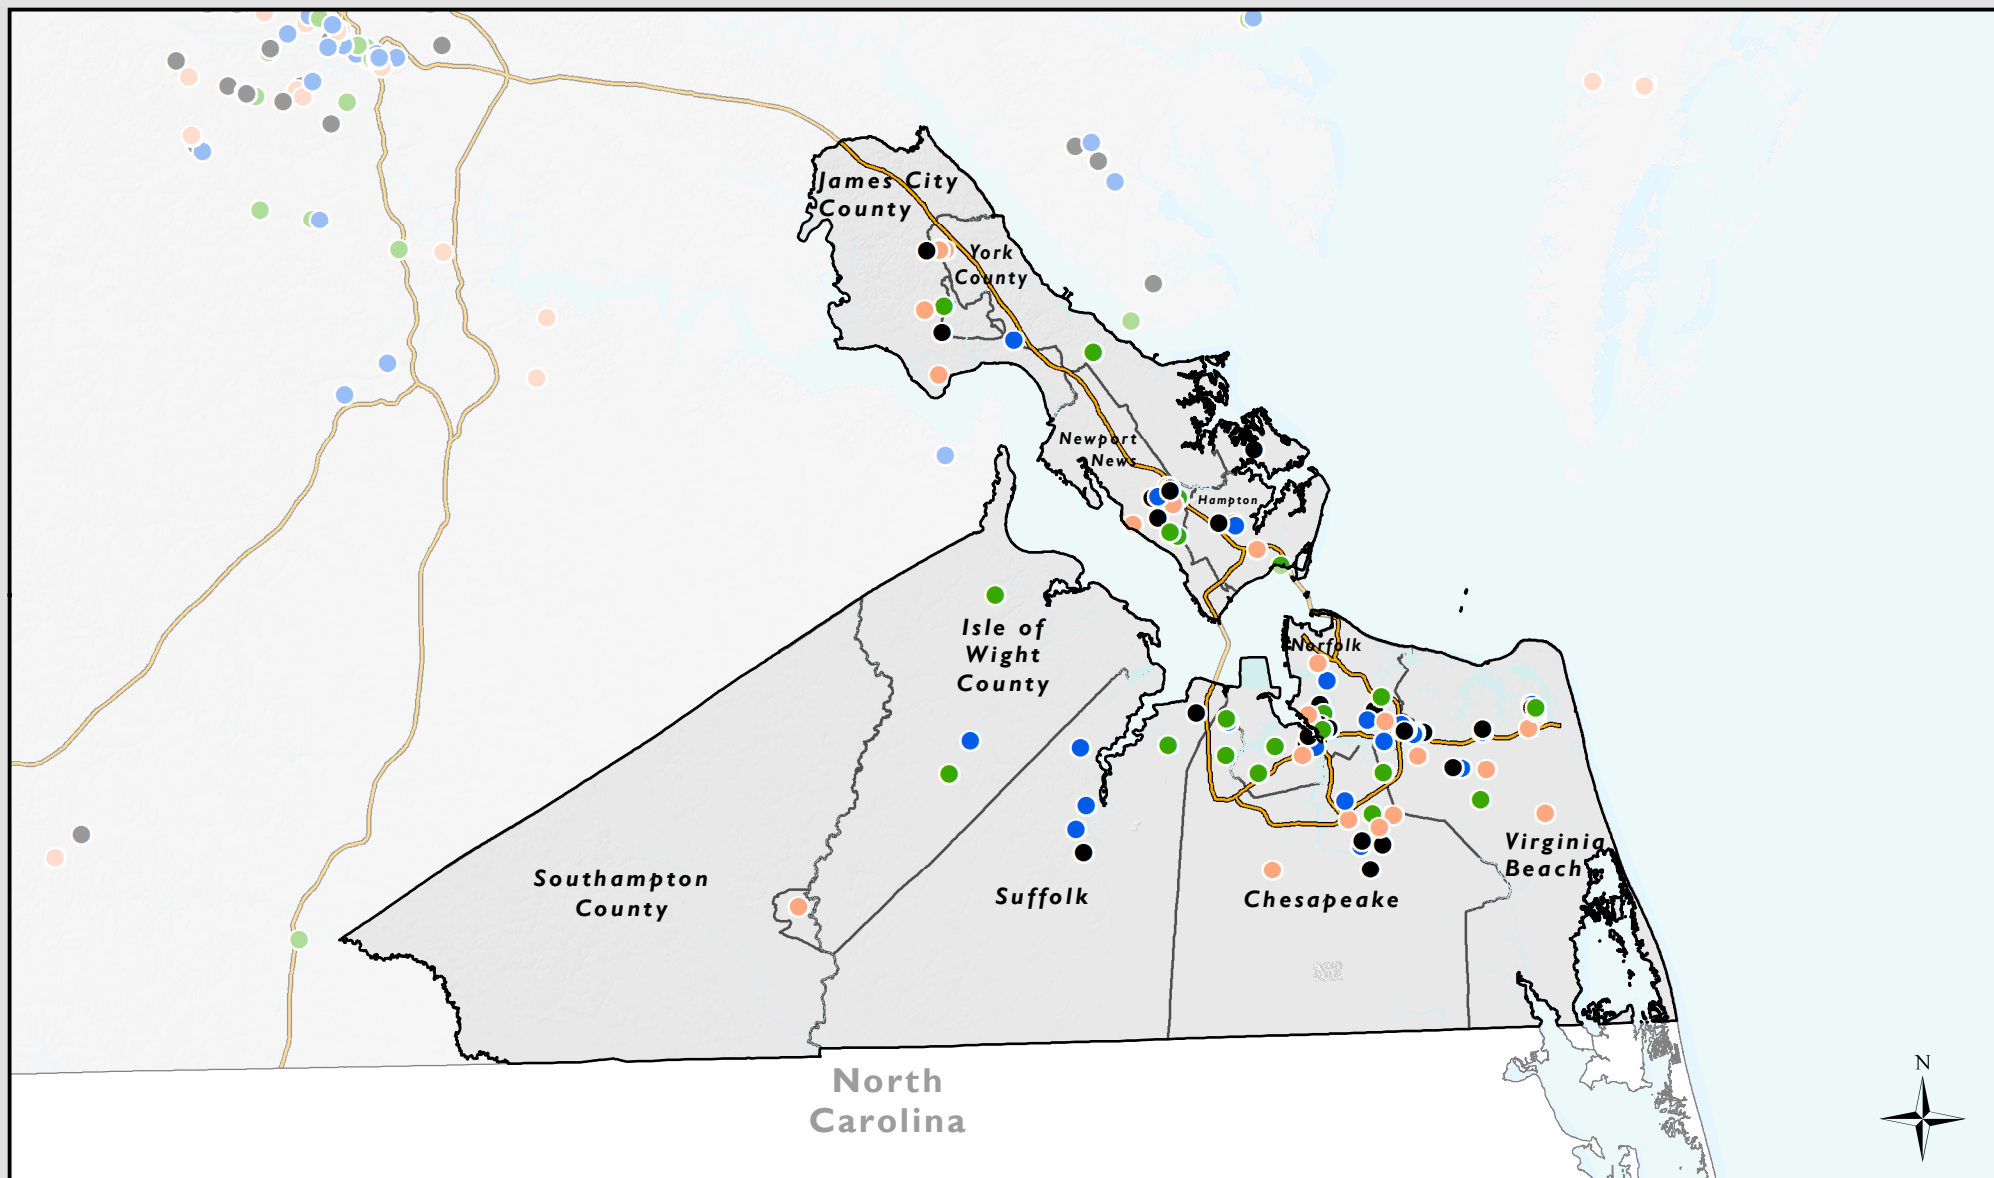 James City
County
York
County
Newport
News
Hampton
Isle of
Wight
County
Norfolk
Virginia
Beach
Southampton
County
Suffolk
Chesapeake
North
Carolina
N